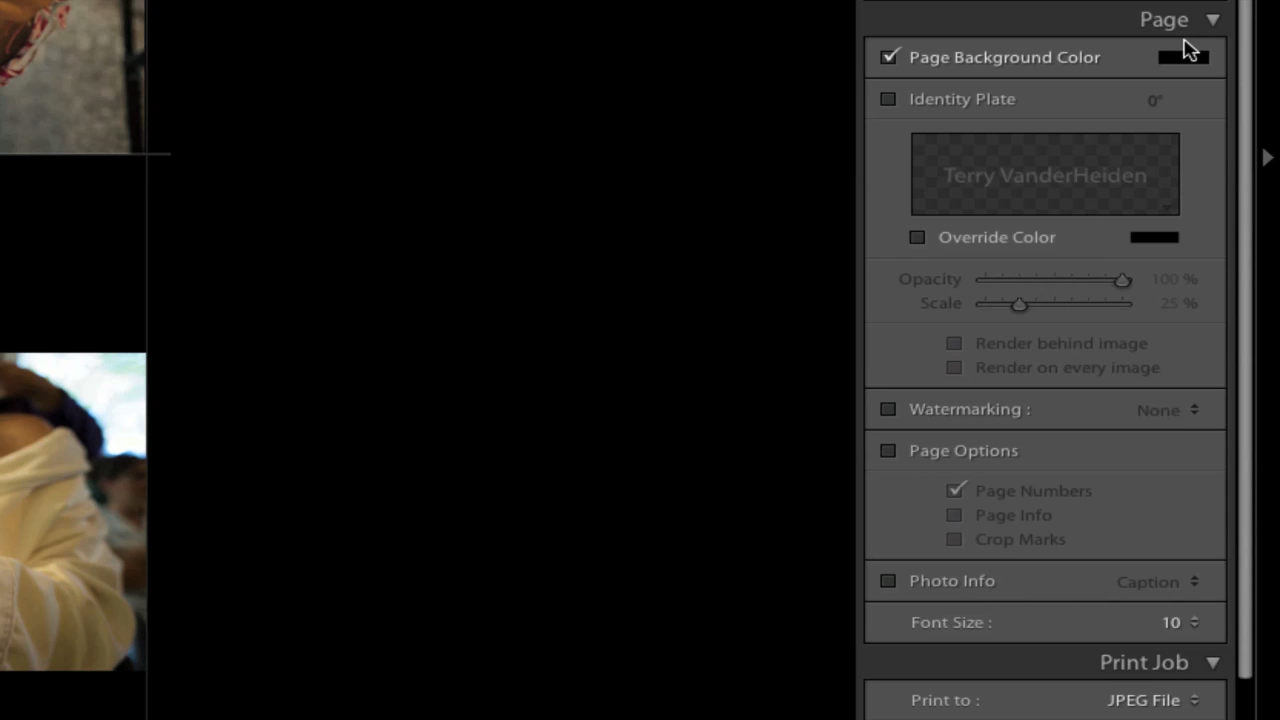 Page
Page Background Color
Identity Plate 0°
Terry VanderHeiden
Override Color
Opacity 100 %
Scale 25 %
Render behind image
Render on every image
Watermarking : None
Page Options
Page Numbers
Page Info
Crop Marks
Photo Info Caption
Font Size : 10
Print Job
Print to : JPEG File